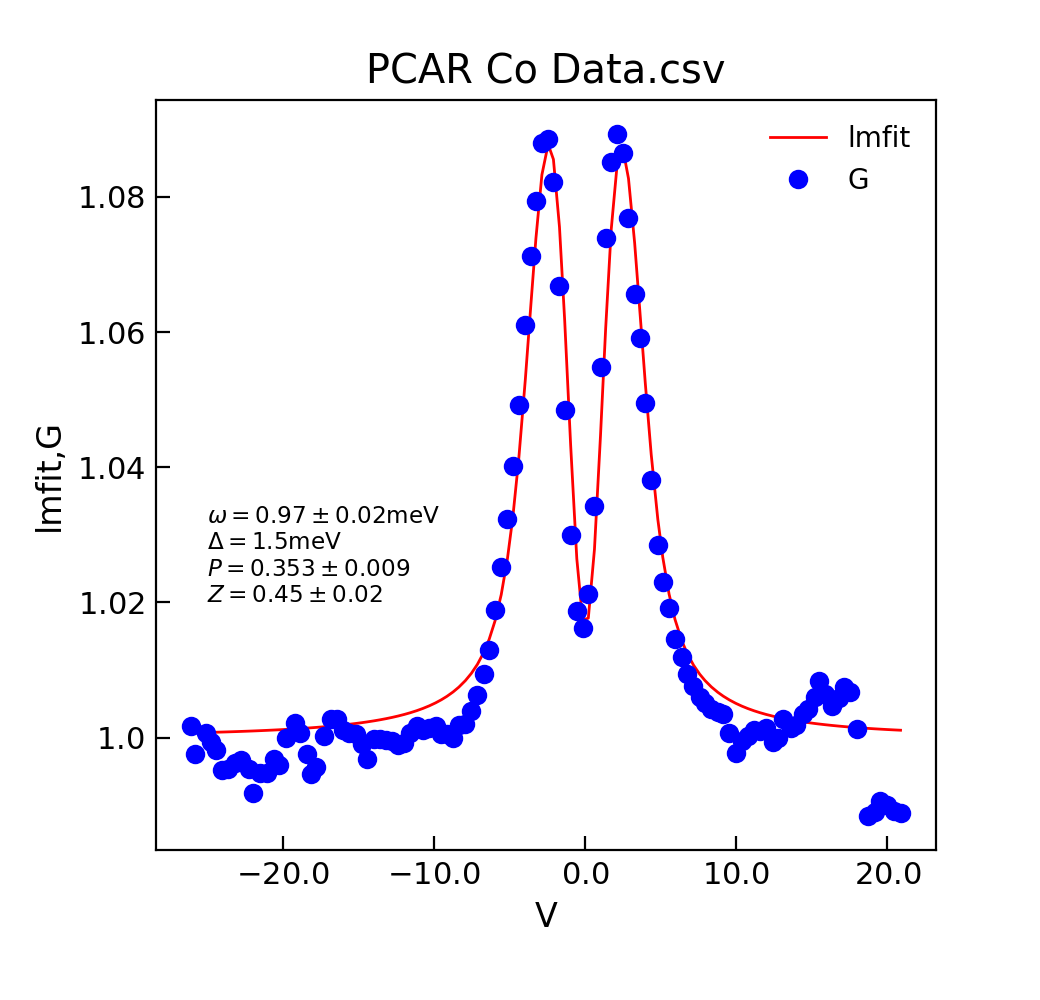 PCAR Co Data.csv
lmfit
G
1.08
1.06
1.04
1.02
1.0
lmfit,G
ω = 0.97 ± 0.02meV
Δ = 1.5meV
P = 0.353 ± 0.009
Z = 0.45 ± 0.02
−20.0 −10.0 0.0 10.0 20.0
V